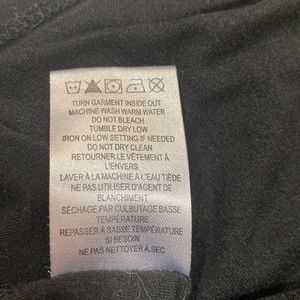 TURN GARMENT INSIDE OUT
MACHINE WASH WARM WATER
DO NOT BLEACH
TUMBLE DRY LOW
IRON ON LOW SETTING IF NEEDED
DO NOT DRY CLEAN
RETOURNER LE VÊTEMENT À
L'ENVERS
LAVER À LA MACHINE À L'EAU TIÈDE
NE PAS UTILISER D'AGENT DE
BLANCHIMENT
SÉCHAGE PAR CULBUTAGE BASSE
TEMPÉRATURE
REPASSER À BASSE TEMPÉRATURE
SI BESOIN
NE PAS NETTOYER À SEC